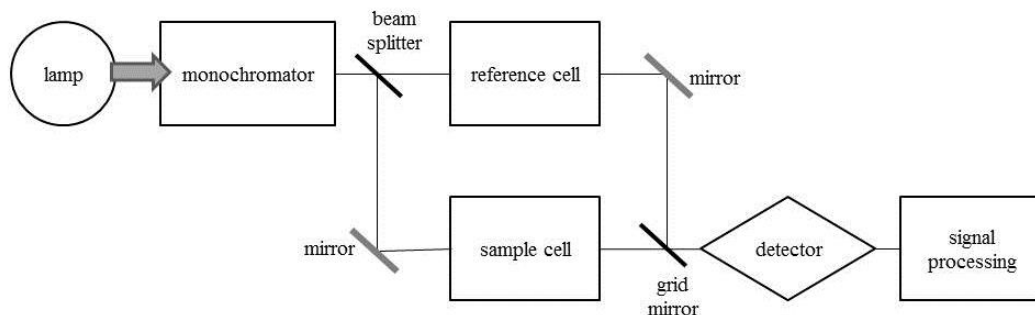 beam
splitter
lamp
monochromator
reference cell
mirror
mirror
sample cell
grid
mirror
detector
signal
processing